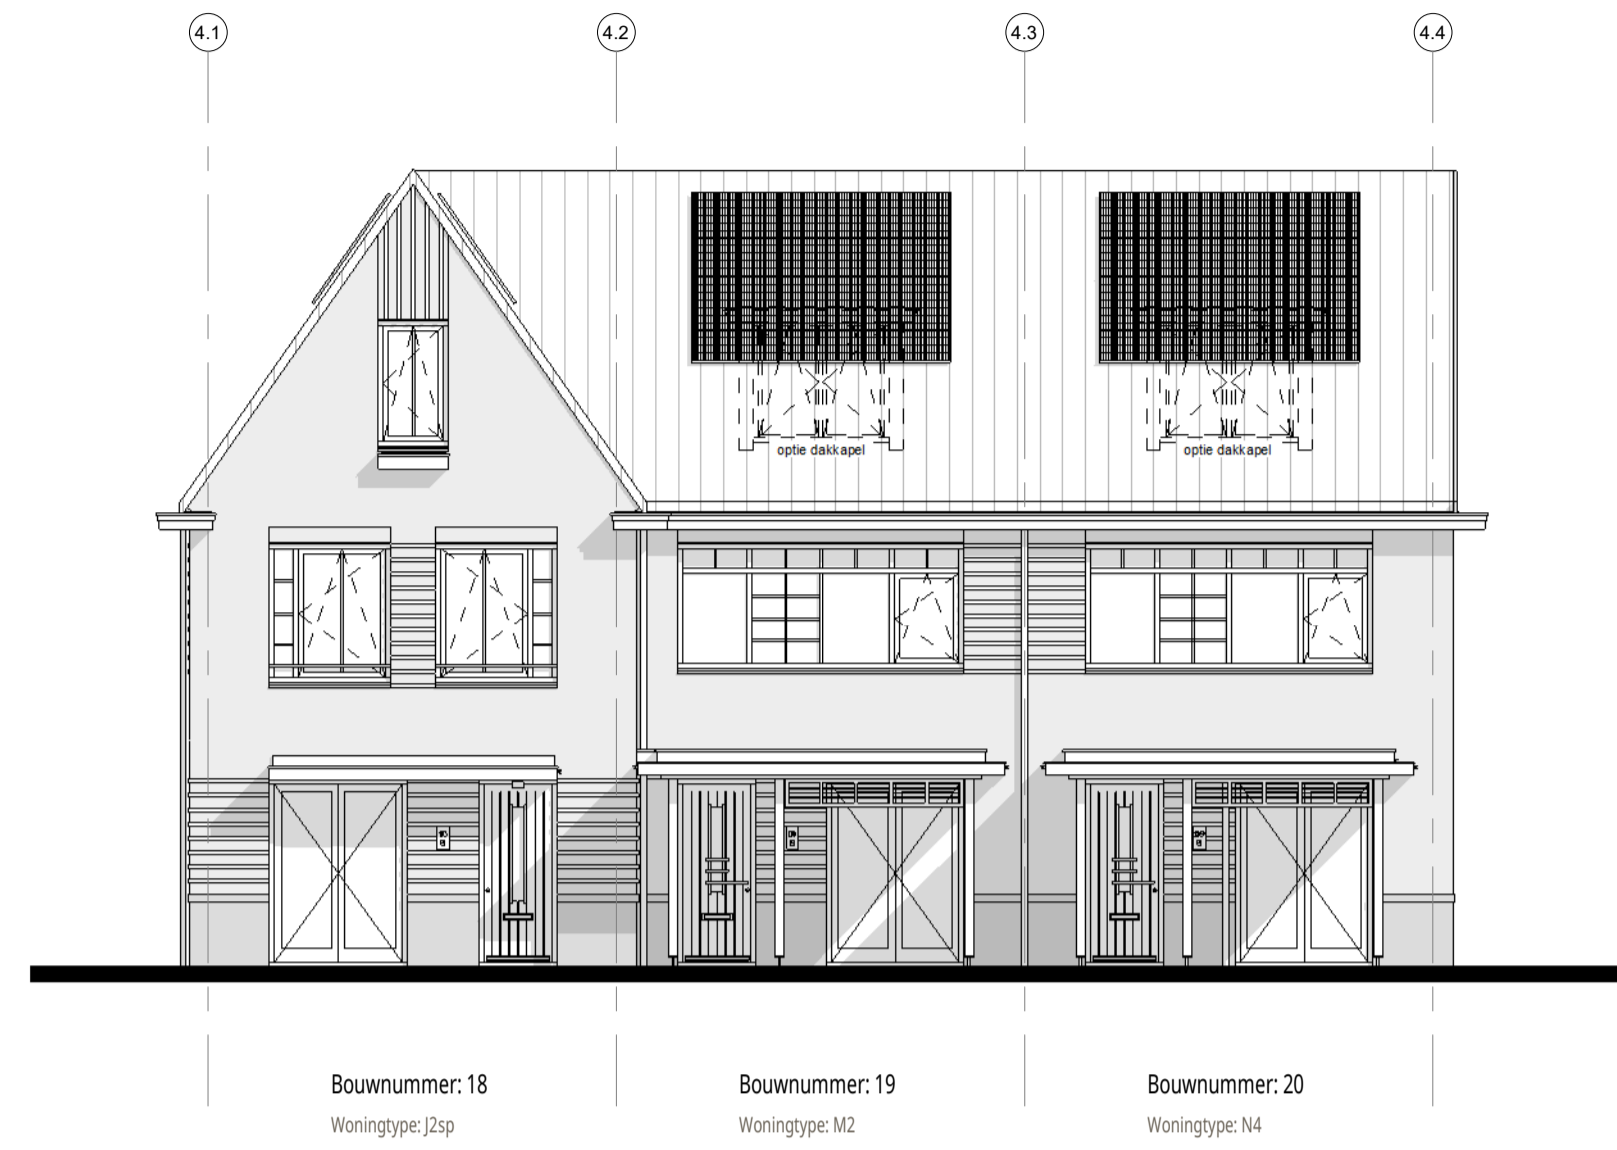 4.1 4.2 4.3 4.4
optie dakkapel optie dakkapel
Bouwnummer: 18 Bouwnummer: 19 Bouwnummer: 20
Woningtype: J2sp Woningtype: M2 Woningtype: N4